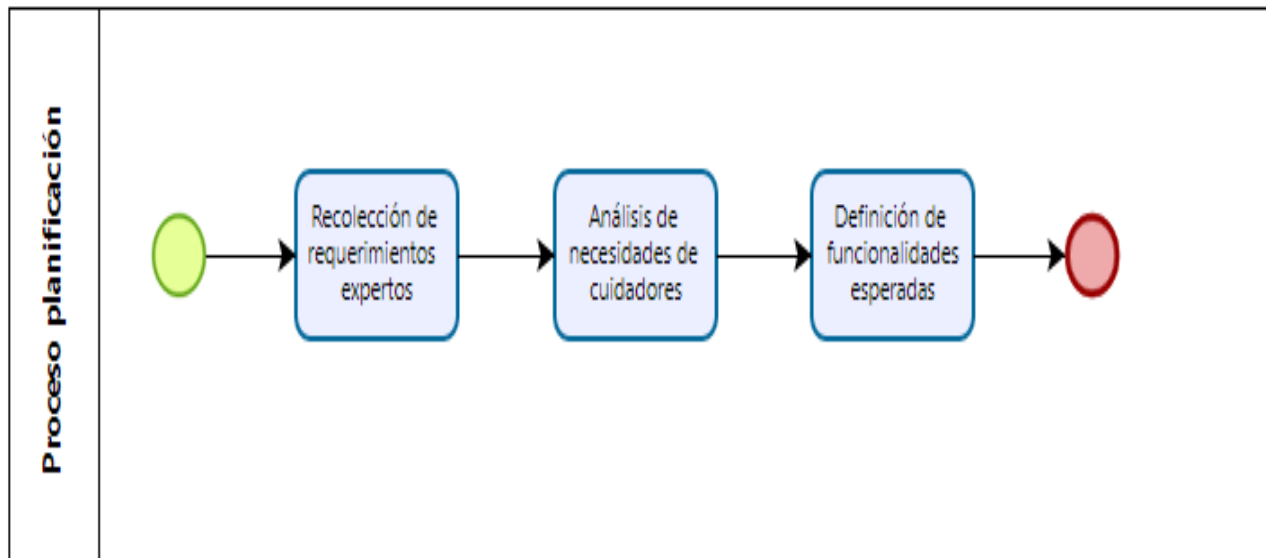 Proceso planificación
Recolección de
requerimientos
expertos
Análisis de
necesidades de
cuidadores
Definición de
funcionalidades
esperadas